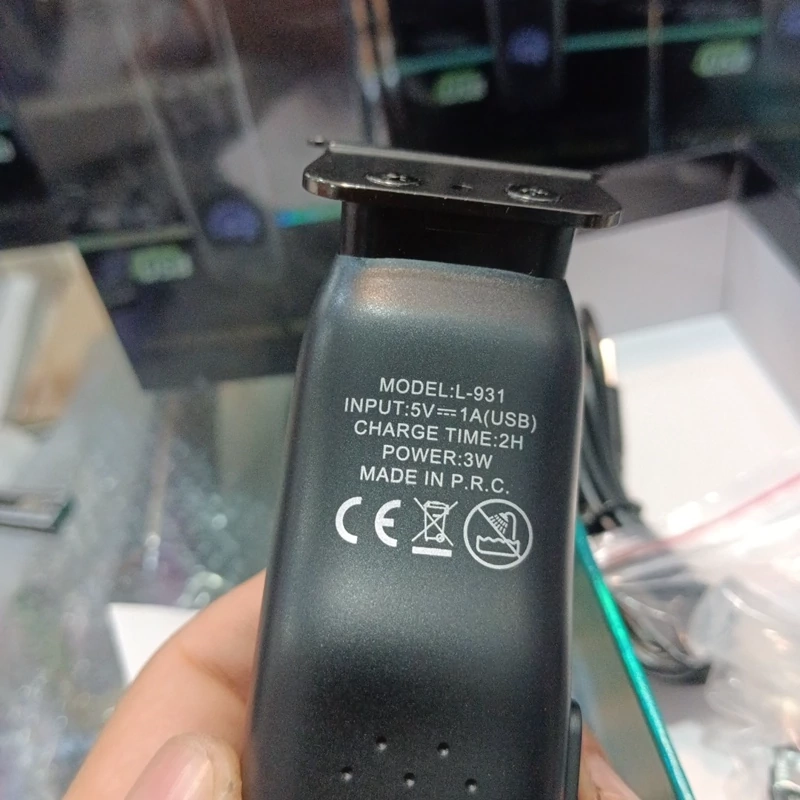 MODEL:L-931
INPUT:5V⎓1A(USB)
CHARGE TIME:2H
POWER:3W
MADE IN P.R.C.
CE